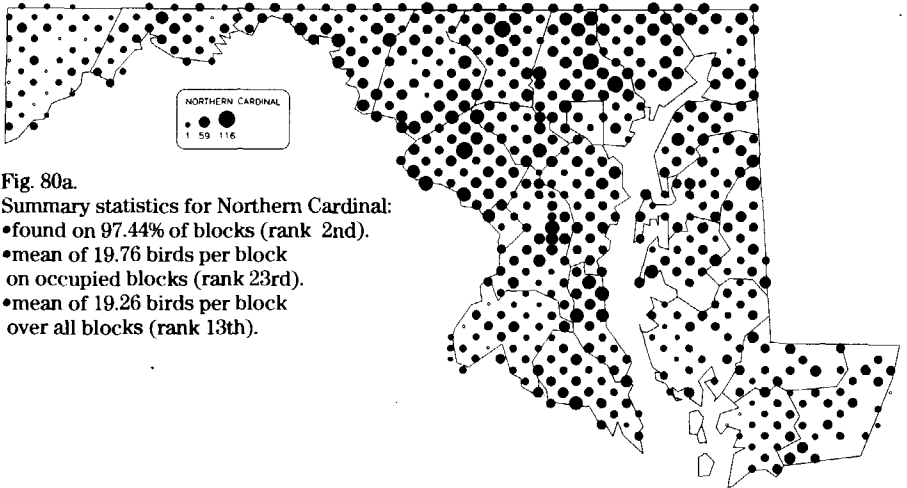 NORTHERN CARDINAL
1 59 116
Fig. 80a.
Summary statistics for Northern Cardinal:
•found on 97.44% of blocks (rank 2nd).
•mean of 19.76 birds per block
on occupied blocks (rank 23rd).
•mean of 19.26 birds per block
over all blocks (rank 13th).